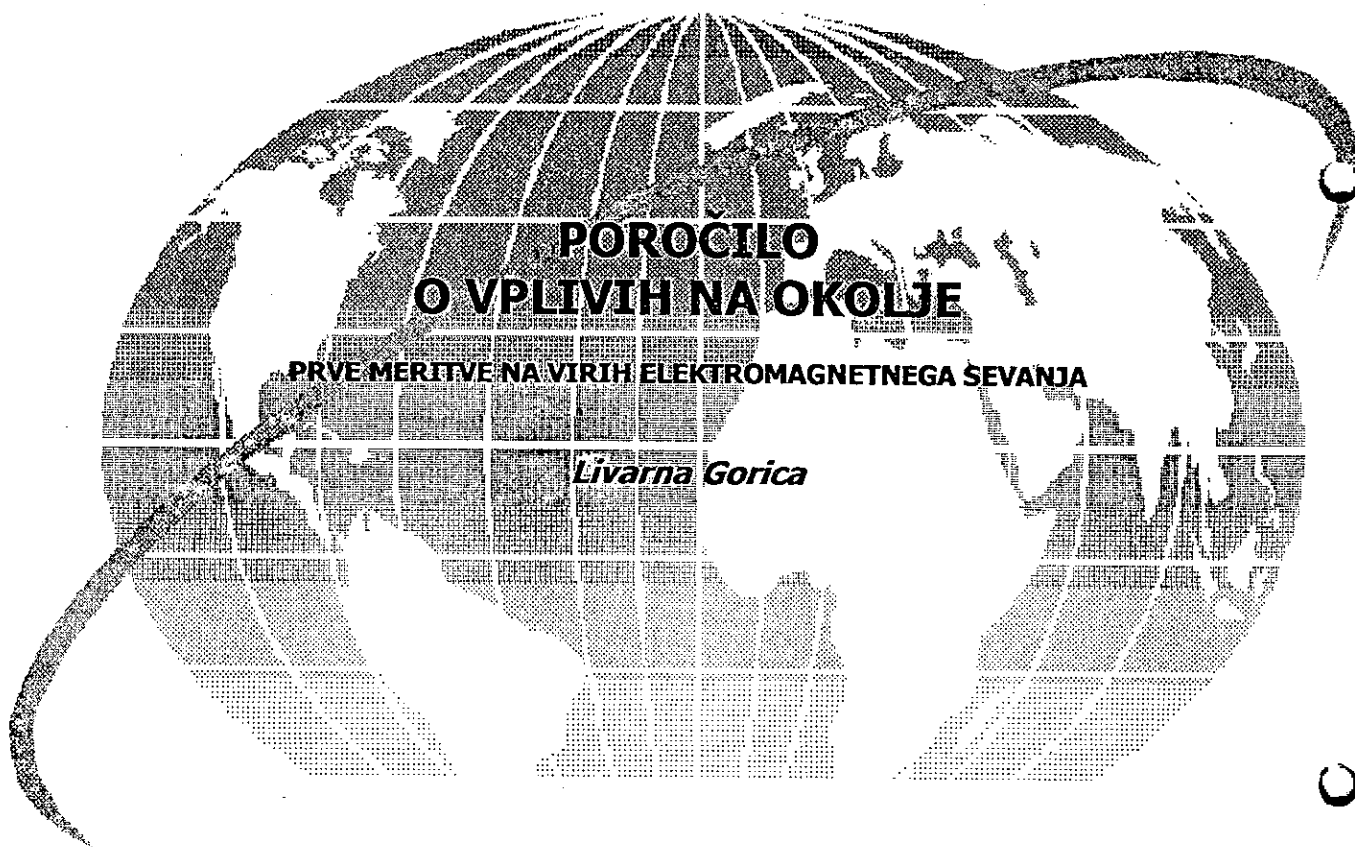 POROČILO
O VPLIVIH NA OKOLJE
PRVE MERITVE NA VIRIH ELEKTROMAGNETNEGA SEVANJA
Livarna Gorica